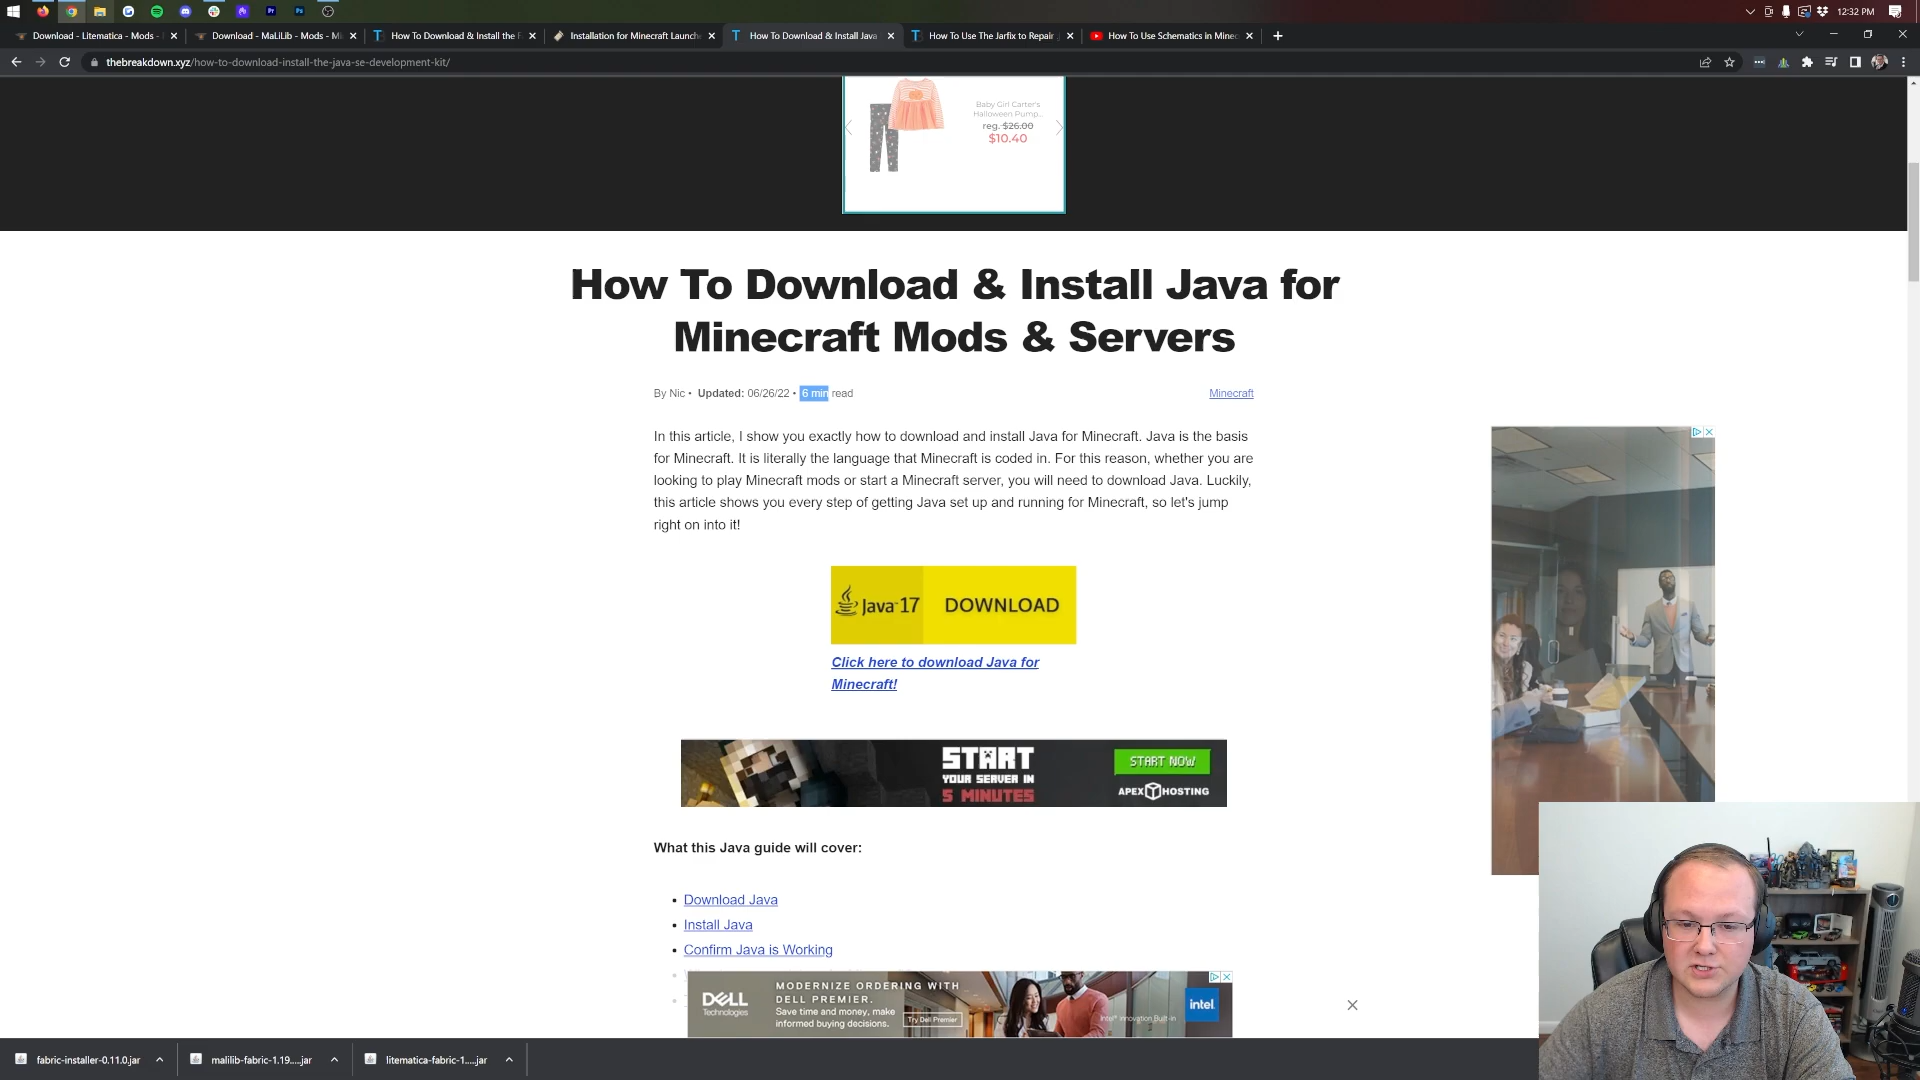 12:32 PM
Download - Litematica - Mods -
Download - MaLiLib - Mods - Mi
How To Download & Install the F
Installation for Minecraft Launch
How To Download & Install Java
How To Use The Jarfix to Repair
How To Use Schematics in Minec
thebreakdown.xyz/how-to-download-install-the-java-se-development-kit/
Baby Girl Carter's
Halloween Pump...
reg. $26.00
$10.40
How To Download & Install Java for
Minecraft Mods & Servers
By Nic • Updated: 06/26/22 • 6 min read
Minecraft
In this article, I show you exactly how to download and install Java for Minecraft. Java is the basis
for Minecraft. It is literally the language that Minecraft is coded in. For this reason, whether you are
looking to play Minecraft mods or start a Minecraft server, you will need to download Java. Luckily,
this article shows you every step of getting Java set up and running for Minecraft, so let's jump
right on into it!
Java 17 DOWNLOAD
Click here to download Java for
Minecraft!
START
YOUR SERVER IN
5 MINUTES
START NOW
APEX HOSTING
What this Java guide will cover:
• Download Java
• Install Java
• Confirm Java is Working
DELL
Technologies
MODERNIZE ORDERING WITH
DELL PREMIER.
Save time and money, make
informed buying decisions.
Try Dell Premier
Intel® Innovation Built-in
intel.
fabric-installer-0.11.0.jar
malilib-fabric-1.19....jar
litematica-fabric-1....jar